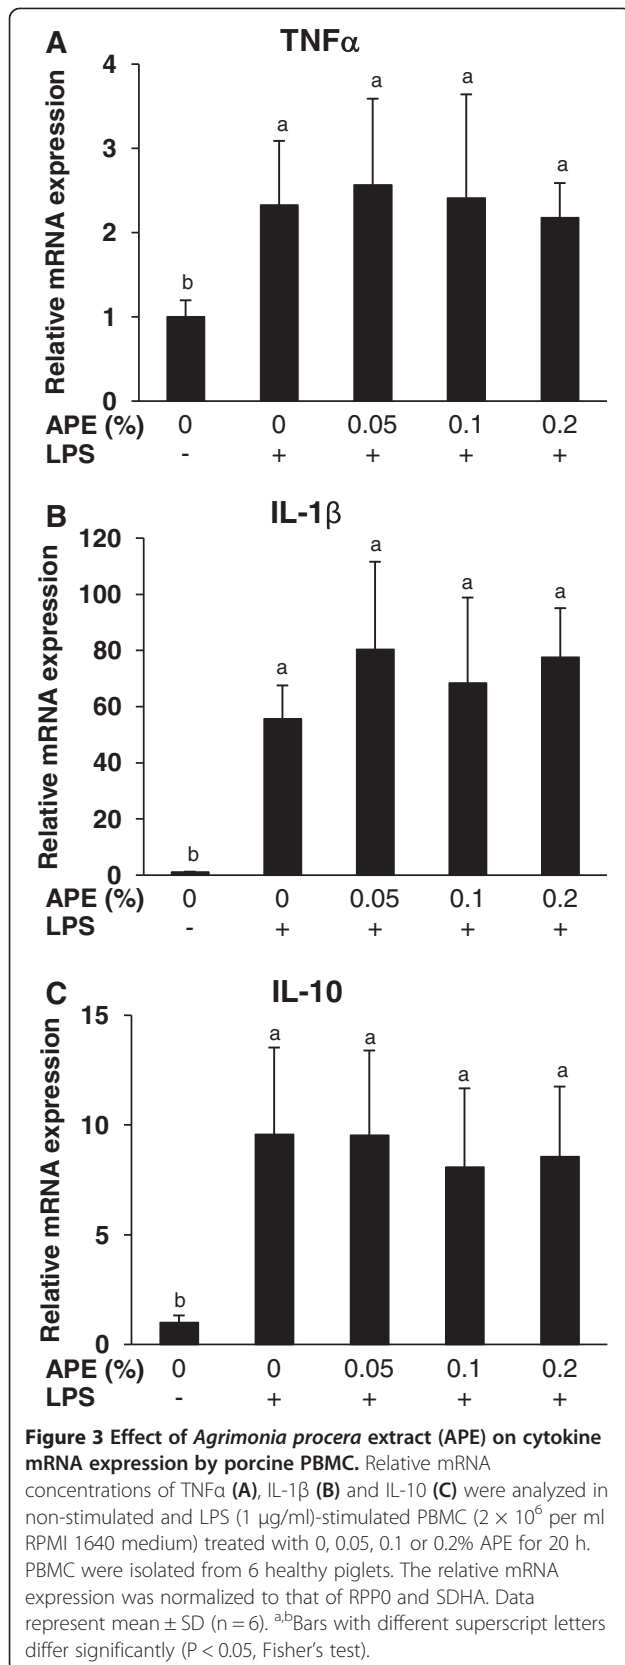 A
TNFα
Relative mRNA expression
4
3
2
1
0
b
a
a
a
a
APE (%) 0 0 0.05 0.1 0.2
LPS - + + + +
B
IL-1β
Relative mRNA expression
120
100
80
60
40
20
0
b
a
a
a
a
APE (%) 0 0 0.05 0.1 0.2
LPS - + + + +
C
IL-10
Relative mRNA expression
15
10
5
0
b
a
a
a
a
APE (%) 0 0 0.05 0.1 0.2
LPS - + + + +
Figure 3 Effect of Agrimonia procera extract (APE) on cytokine
mRNA expression by porcine PBMC. Relative mRNA
concentrations of TNFα (A), IL-1β (B) and IL-10 (C) were analyzed in
non-stimulated and LPS (1 μg/ml)-stimulated PBMC (2 × 10⁶ per ml
RPMI 1640 medium) treated with 0, 0.05, 0.1 or 0.2% APE for 20 h.
PBMC were isolated from 6 healthy piglets. The relative mRNA
expression was normalized to that of RPP0 and SDHA. Data
represent mean ± SD (n = 6). ᵃ,ᵇBars with different superscript letters
differ significantly (P < 0.05, Fisher's test).